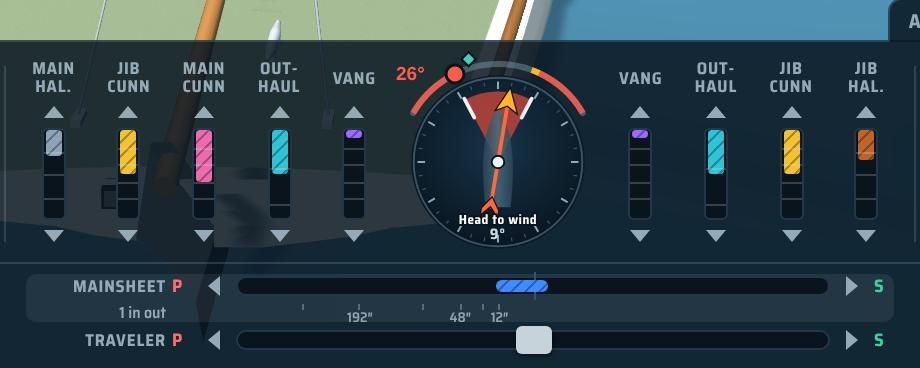 A
MAIN
HAL.
JIB
CUNN
MAIN
CUNN
OUT-
HAUL
VANG
26°
VANG
OUT-
HAUL
JIB
CUNN
JIB
HAL.
Head to wind
9°
MAINSHEET P
S
1 in out
192″ 48″ 12″
TRAVELER P
S